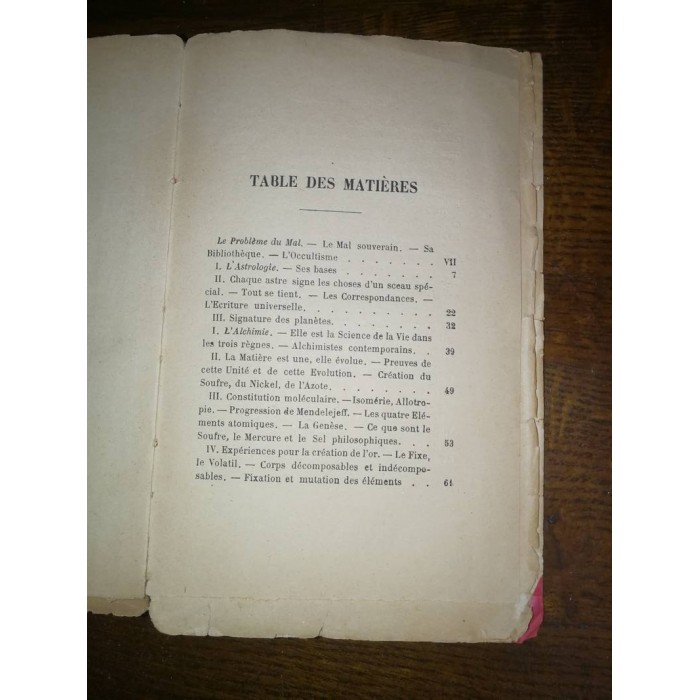 TABLE DES MATIÈRES
Le Problème du Mal. — Le Mal souverain. — Sa
Bibliothèque. — L'Occultisme . . . . . . . VII
I. L'Astrologie. — Ses bases . . . . . . . . 7
II. Chaque astre signe les choses d'un sceau spé-
cial. — Tout se tient. — Les Correspondances. —
L'Ecriture universelle. . . . . . . . . . 22
III. Signature des planètes. . . . . . . . . 32
I. L'Alchimie. — Elle est la Science de la Vie dans
les trois règnes. — Alchimistes contemporains. . 39
II. La Matière est une, elle évolue. — Preuves de
cette Unité et de cette Evolution. — Création du
Soufre, du Nickel, de l'Azote. . . . . . . . 49
III. Constitution moléculaire. —Isomérie, Allotro-
pie. —Progression de Mendelejeff. — Les quatre Elé-
ments atomiques. — La Genèse. — Ce que sont le
Soufre, le Mercure et le Sel philosophiques. . . 53
IV. Expériences pour la création de l'or. — Le Fixe,
le Volatil. — Corps décomposables et indécompo-
sables. — Fixation et mutation des éléments . . 61